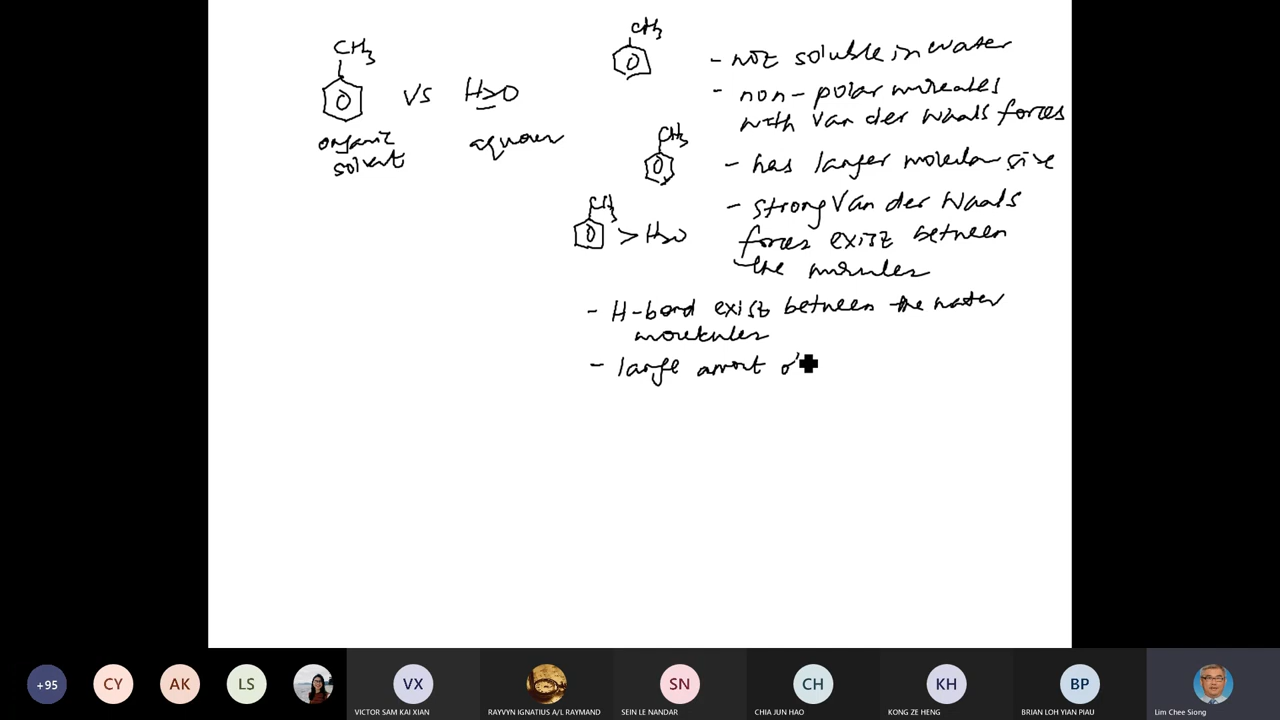 CH3
CH3
- not soluble in water
VS H2O
- non-polar molecules
with Van der Waals forces
organic
solvent
aqueous
CH3
- has larger molecular size
CH3
- strong Van der Waals
> H2O
forces exist between
the molecules
- H-bond exist between the water
molecules
- large amount of
+95
CY
AK
LS
VX
SN
CH
KH
BP
VICTOR SAM KAI XIAN
RAYVYN IGNATIUS A/L RAYMAND
SEIN LE NANDAR
CHIA JUN HAO
KONG ZE HENG
BRIAN LOH YIAN PIAU
Lim Chee Siong